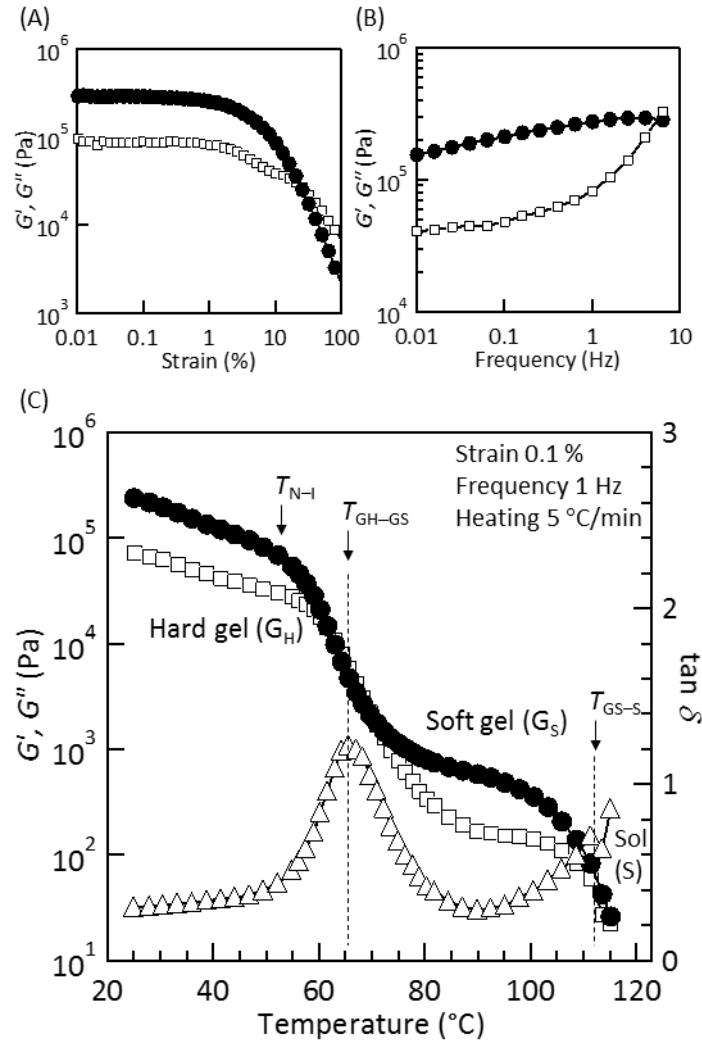 (A)
10⁶
10⁵
10⁴
10³
G', G" (Pa)
0.01 0.1 1 10 100
Strain (%)
(B)
10⁶
10⁵
10⁴
G', G" (Pa)
0.01 0.1 1 10
Frequency (Hz)
(C)
10⁶
10⁵
10⁴
10³
10²
10¹
G', G" (Pa)
3
2
1
0
tan δ
Strain 0.1 %
Frequency 1 Hz
Heating 5 °C/min
T_N–I
T_GH–GS
T_GS–S
Hard gel (G_H)
Soft gel (G_S)
Sol
(S)
20 40 60 80 100 120
Temperature (°C)